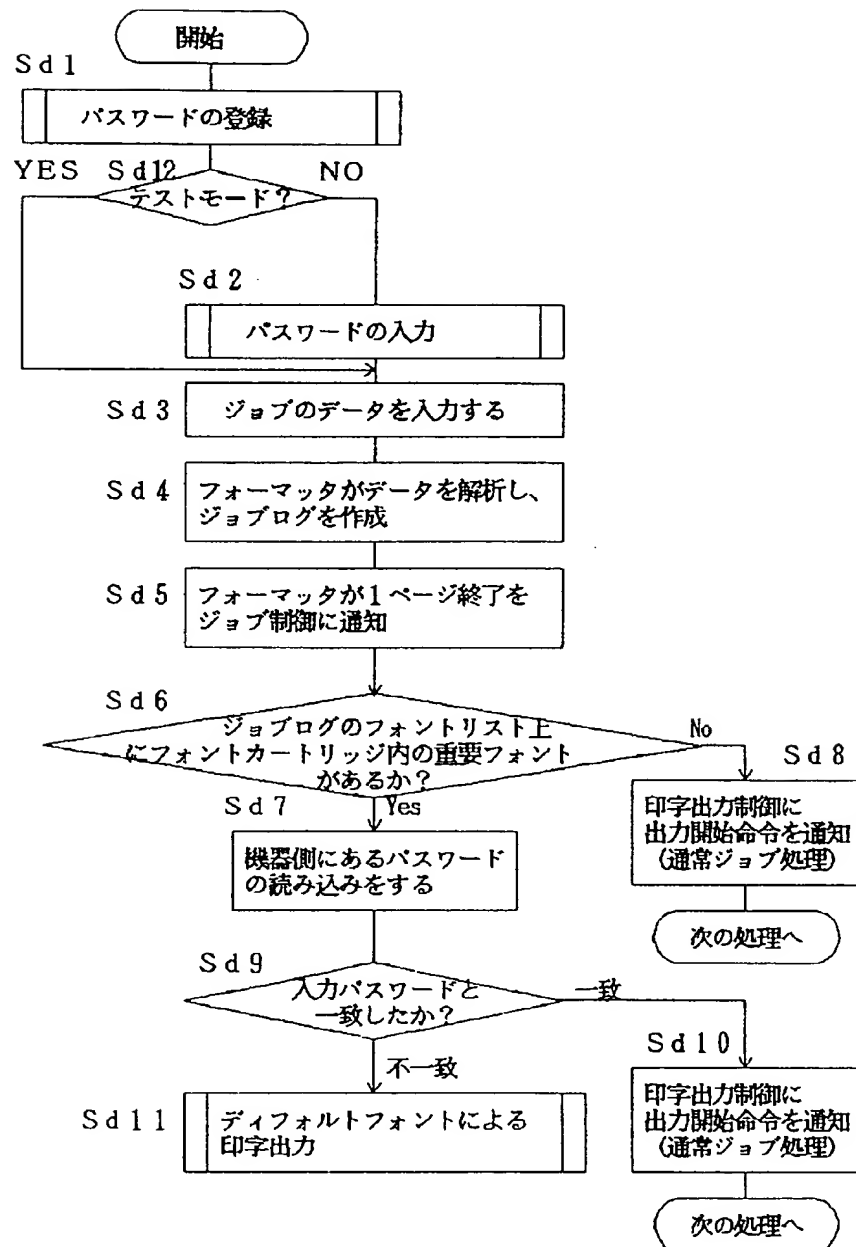 開始
Sd1
パスワードの登録
YES Sd12 NO
テストモード?
Sd2
パスワードの入力
Sd3 ジョブのデータを入力する
Sd4 フォーマッタがデータを解析し、
ジョブログを作成
Sd5 フォーマッタが1ページ終了を
ジョブ制御に通知
Sd6
ジョブログのフォントリスト上
にフォントカートリッジ内の重要フォント
があるか?
No
Sd8
印字出力制御に
出力開始命令を通知
(通常ジョブ処理)
次の処理へ
Sd7 Yes
機器側にあるパスワード
の読み込みをする
Sd9
入力パスワードと
一致したか?
一致
Sd10
印字出力制御に
出力開始命令を通知
(通常ジョブ処理)
次の処理へ
不一致
Sd11 ディフォルトフォントによる
印字出力